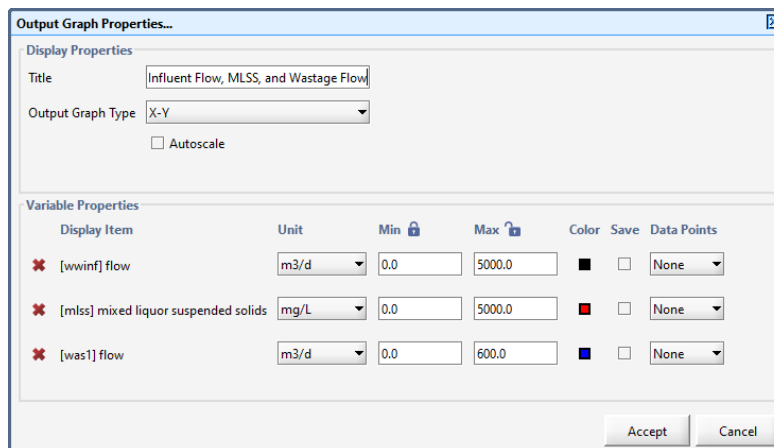 Output Graph Properties...
Display Properties
Title Influent Flow, MLSS, and Wastage Flow
Output Graph Type X-Y
Autoscale
Variable Properties
Display Item Unit Min Max Color Save Data Points
[wwinf] flow m3/d 0.0 5000.0 None
[mlss] mixed liquor suspended solids mg/L 0.0 5000.0 None
[was1] flow m3/d 0.0 600.0 None
Accept Cancel